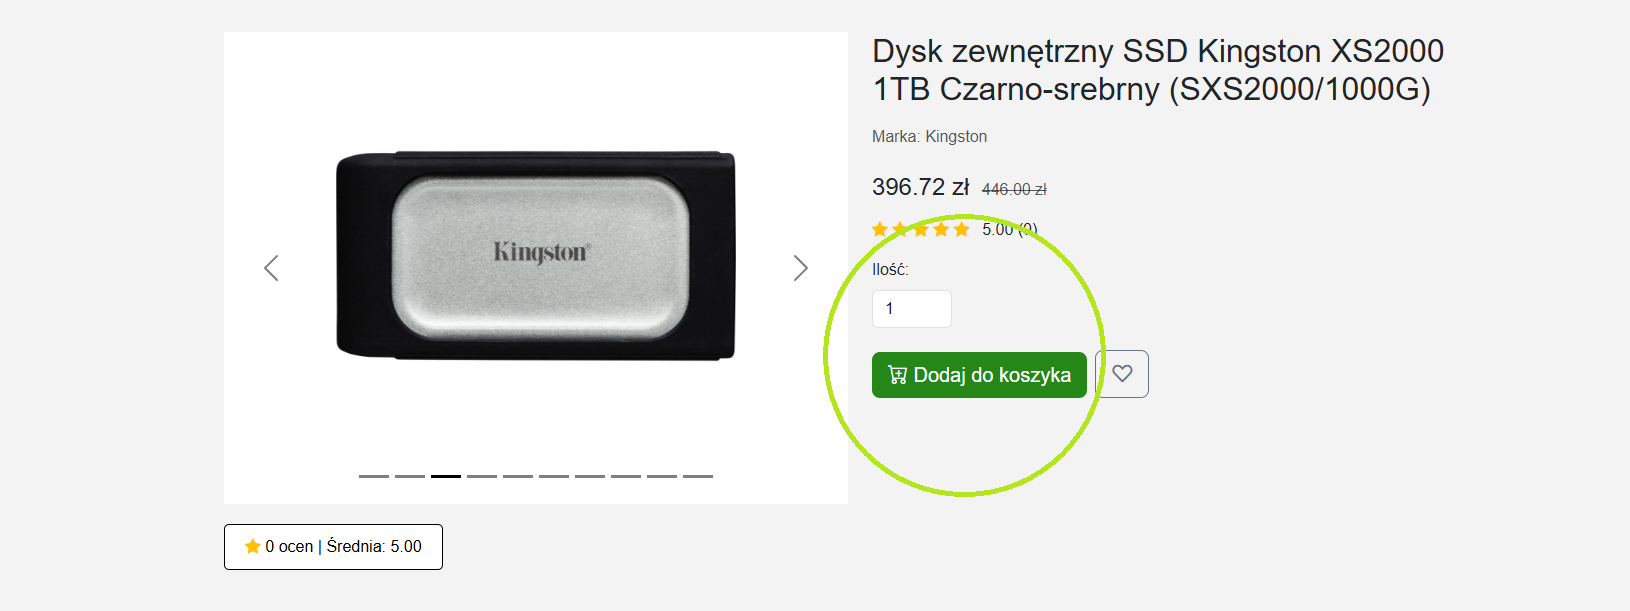 Dysk zewnętrzny SSD Kingston XS2000
1TB Czarno-srebrny (SXS2000/1000G)
Marka: Kingston
396.72 zł 446.00 zł
5.00 (0)
Ilość:
1
Dodaj do koszyka
Kingston®
0 ocen | Średnia: 5.00